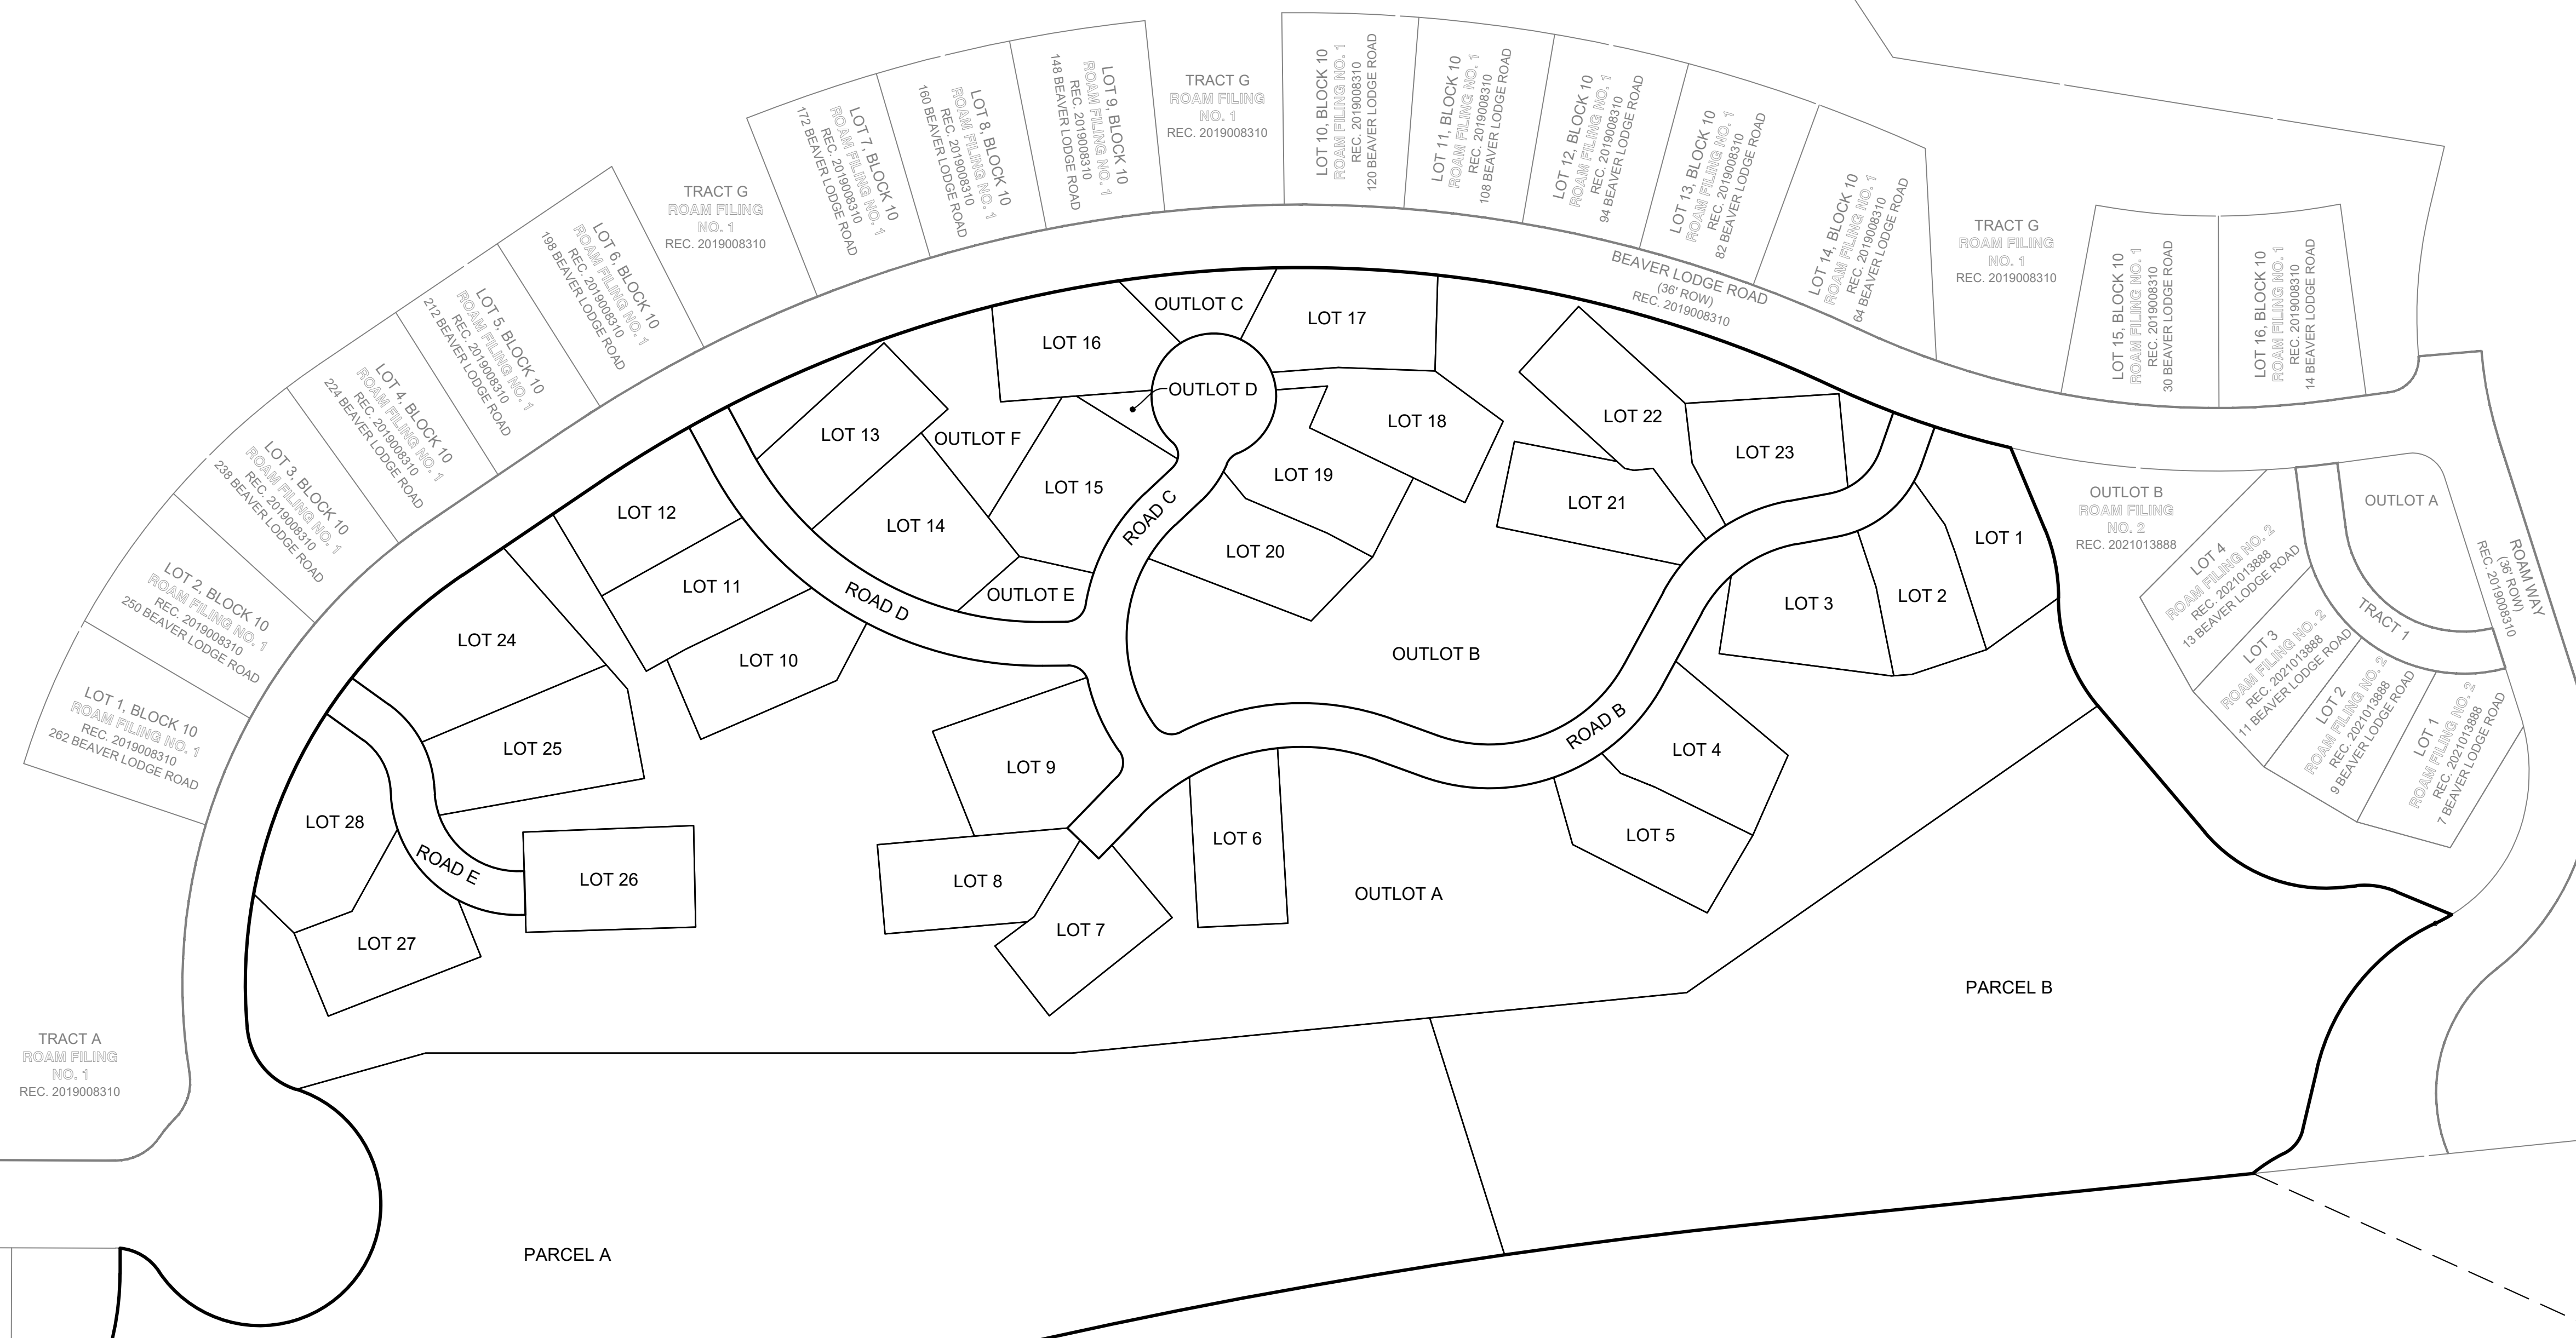 LOT 1, BLOCK 10
ROAM FILING NO. 1
REC. 2019008310
262 BEAVER LODGE ROAD
LOT 2, BLOCK 10
ROAM FILING NO. 1
REC. 2019008310
250 BEAVER LODGE ROAD
LOT 3, BLOCK 10
ROAM FILING NO. 1
REC. 2019008310
238 BEAVER LODGE ROAD
LOT 4, BLOCK 10
ROAM FILING NO. 1
REC. 2019008310
224 BEAVER LODGE ROAD
LOT 5, BLOCK 10
ROAM FILING NO. 1
REC. 2019008310
212 BEAVER LODGE ROAD
LOT 6, BLOCK 10
ROAM FILING NO. 1
REC. 2019008310
198 BEAVER LODGE ROAD
TRACT G
ROAM FILING
NO. 1
REC. 2019008310
LOT 7, BLOCK 10
ROAM FILING NO. 1
REC. 2019008310
172 BEAVER LODGE ROAD
LOT 8, BLOCK 10
ROAM FILING NO. 1
REC. 2019008310
160 BEAVER LODGE ROAD
LOT 9, BLOCK 10
ROAM FILING NO. 1
REC. 2019008310
148 BEAVER LODGE ROAD
TRACT G
ROAM FILING
NO. 1
REC. 2019008310
LOT 10, BLOCK 10
ROAM FILING NO. 1
REC. 2019008310
120 BEAVER LODGE ROAD
LOT 11, BLOCK 10
ROAM FILING NO. 1
REC. 2019008310
108 BEAVER LODGE ROAD
LOT 12, BLOCK 10
ROAM FILING NO. 1
REC. 2019008310
94 BEAVER LODGE ROAD
LOT 13, BLOCK 10
ROAM FILING NO. 1
REC. 2019008310
82 BEAVER LODGE ROAD
LOT 14, BLOCK 10
ROAM FILING NO. 1
REC. 2019008310
64 BEAVER LODGE ROAD
TRACT G
ROAM FILING
NO. 1
REC. 2019008310
LOT 15, BLOCK 10
ROAM FILING NO. 1
REC. 2019008310
30 BEAVER LODGE ROAD
LOT 16, BLOCK 10
ROAM FILING NO. 1
REC. 2019008310
14 BEAVER LODGE ROAD
BEAVER LODGE ROAD
(36' ROW)
REC. 2019008310
OUTLOT C
LOT 16
LOT 17
OUTLOT D
LOT 13
OUTLOT F
LOT 18
LOT 22
LOT 23
LOT 12
LOT 14
LOT 15
ROAD C
LOT 19
LOT 21
LOT 1
LOT 20
LOT 11
ROAD D
OUTLOT E
LOT 3
LOT 2
LOT 24
LOT 10
OUTLOT B
LOT 25
LOT 9
ROAD B
LOT 4
LOT 28
LOT 6
LOT 5
ROAD E
LOT 26
LOT 8
OUTLOT A
LOT 27
LOT 7
PARCEL B
PARCEL A
OUTLOT B
ROAM FILING
NO. 2
REC. 2021013888
OUTLOT A
ROAM WAY
(36' ROW)
REC. 2019008310
TRACT 1
LOT 4
ROAM FILING NO. 2
REC. 2021013888
13 BEAVER LODGE ROAD
LOT 3
ROAM FILING NO. 2
REC. 2021013888
11 BEAVER LODGE ROAD
LOT 2
ROAM FILING NO. 2
REC. 2021013888
9 BEAVER LODGE ROAD
LOT 1
ROAM FILING NO. 2
REC. 2021013888
7 BEAVER LODGE ROAD
TRACT A
ROAM FILING
NO. 1
REC. 2019008310